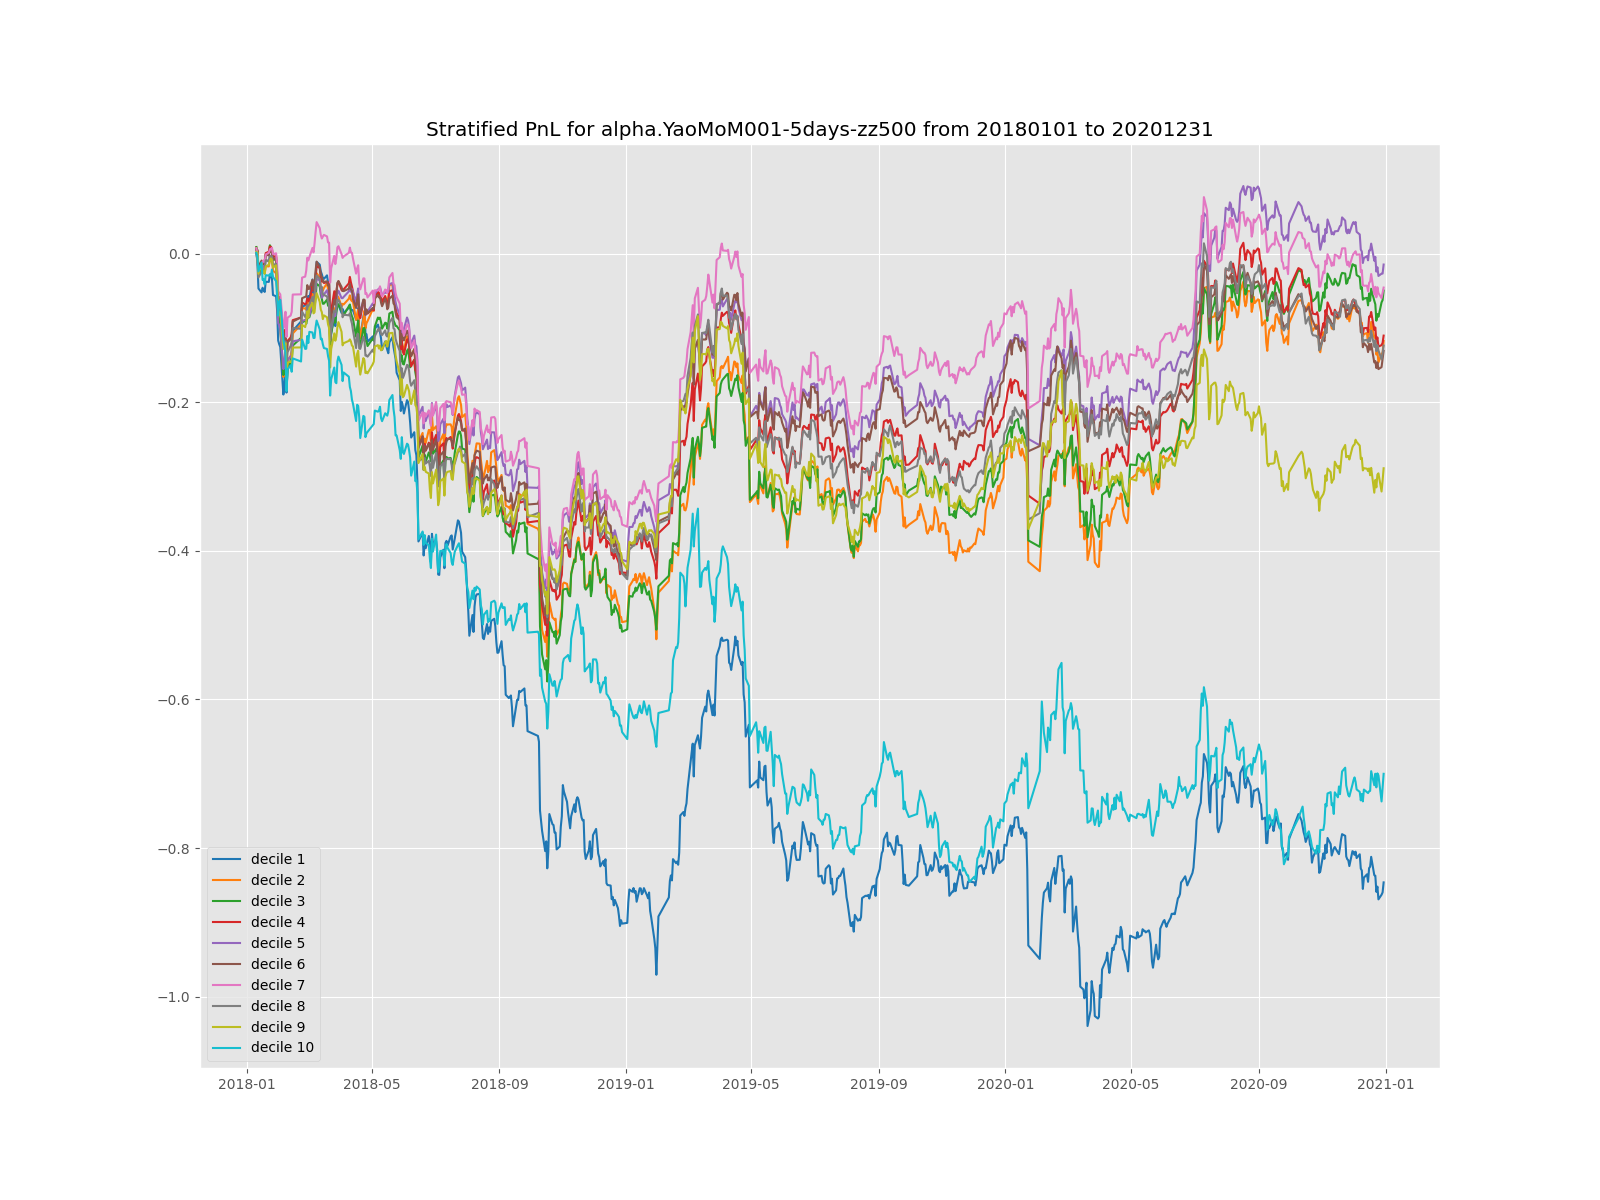 Stratified PnL for alpha.YaoMoM001-5days-zz500 from 20180101 to 20201231
0.0
−0.2
−0.4
−0.6
−0.8
−1.0
decile 1
decile 2
decile 3
decile 4
decile 5
decile 6
decile 7
decile 8
decile 9
decile 10
2018-01 2018-05 2018-09 2019-01 2019-05 2019-09 2020-01 2020-05 2020-09 2021-01